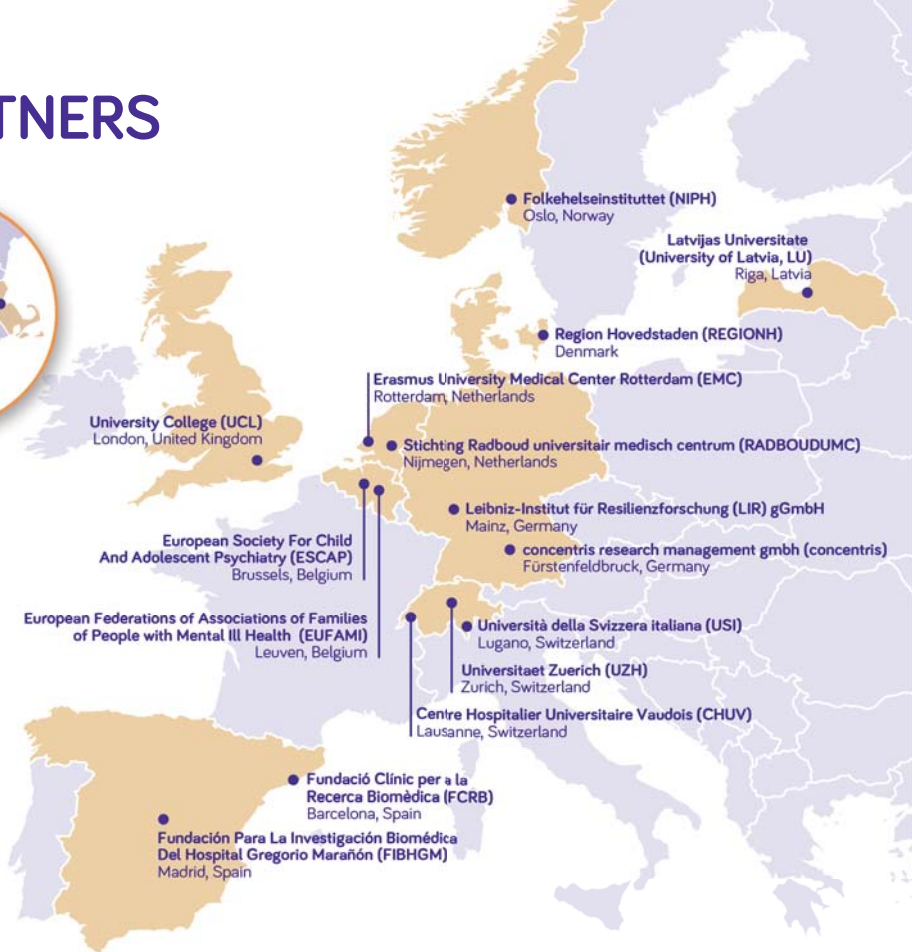 TNERS
Folkehelseinstituttet (NIPH)
Oslo, Norway
Latvijas Universitate
(University of Latvia, LU)
Riga, Latvia
Region Hovedstaden (REGIONH)
Denmark
Erasmus University Medical Center Rotterdam (EMC)
Rotterdam, Netherlands
University College (UCL)
London, United Kingdom
Stichting Radboud universitair medisch centrum (RADBOUDUMC)
Nijmegen, Netherlands
Leibniz-Institut für Resilienzforschung (LIR) gGmbH
Mainz, Germany
European Society For Child
And Adolescent Psychiatry (ESCAP)
Brussels, Belgium
concentris research management gmbh (concentris)
Fürstenfeldbruck, Germany
European Federations of Associations of Families
of People with Mental Ill Health (EUFAMI)
Leuven, Belgium
Università della Svizzera italiana (USI)
Lugano, Switzerland
Universitaet Zuerich (UZH)
Zurich, Switzerland
Centre Hospitalier Universitaire Vaudois (CHUV)
Lausanne, Switzerland
Fundació Clínic per a la
Recerca Biomèdica (FCRB)
Barcelona, Spain
Fundación Para La Investigación Biomédica
Del Hospital Gregorio Marañón (FIBHGM)
Madrid, Spain